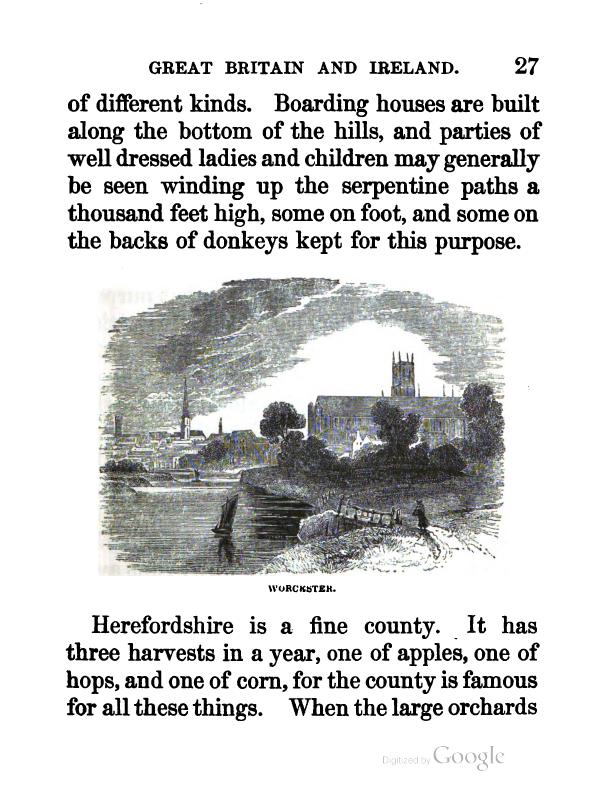 GREAT BRITAIN AND IRELAND. 27
of different kinds. Boarding houses are built
along the bottom of the hills, and parties of
well dressed ladies and children may generally
be seen winding up the serpentine paths a
thousand feet high, some on foot, and some on
the backs of donkeys kept for this purpose.
WORCESTER.
Herefordshire is a fine county. It has
three harvests in a year, one of apples, one of
hops, and one of corn, for the county is famous
for all these things. When the large orchards
Digitized by Google